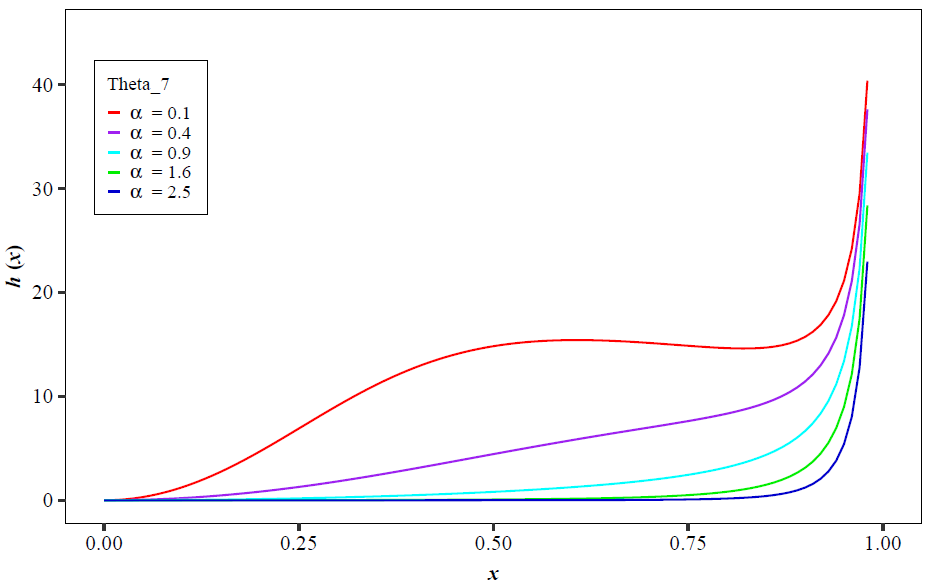 40
30
20
10
0
h (x)
Theta_7
α = 0.1
α = 0.4
α = 0.9
α = 1.6
α = 2.5
0.00 0.25 0.50 0.75 1.00
x